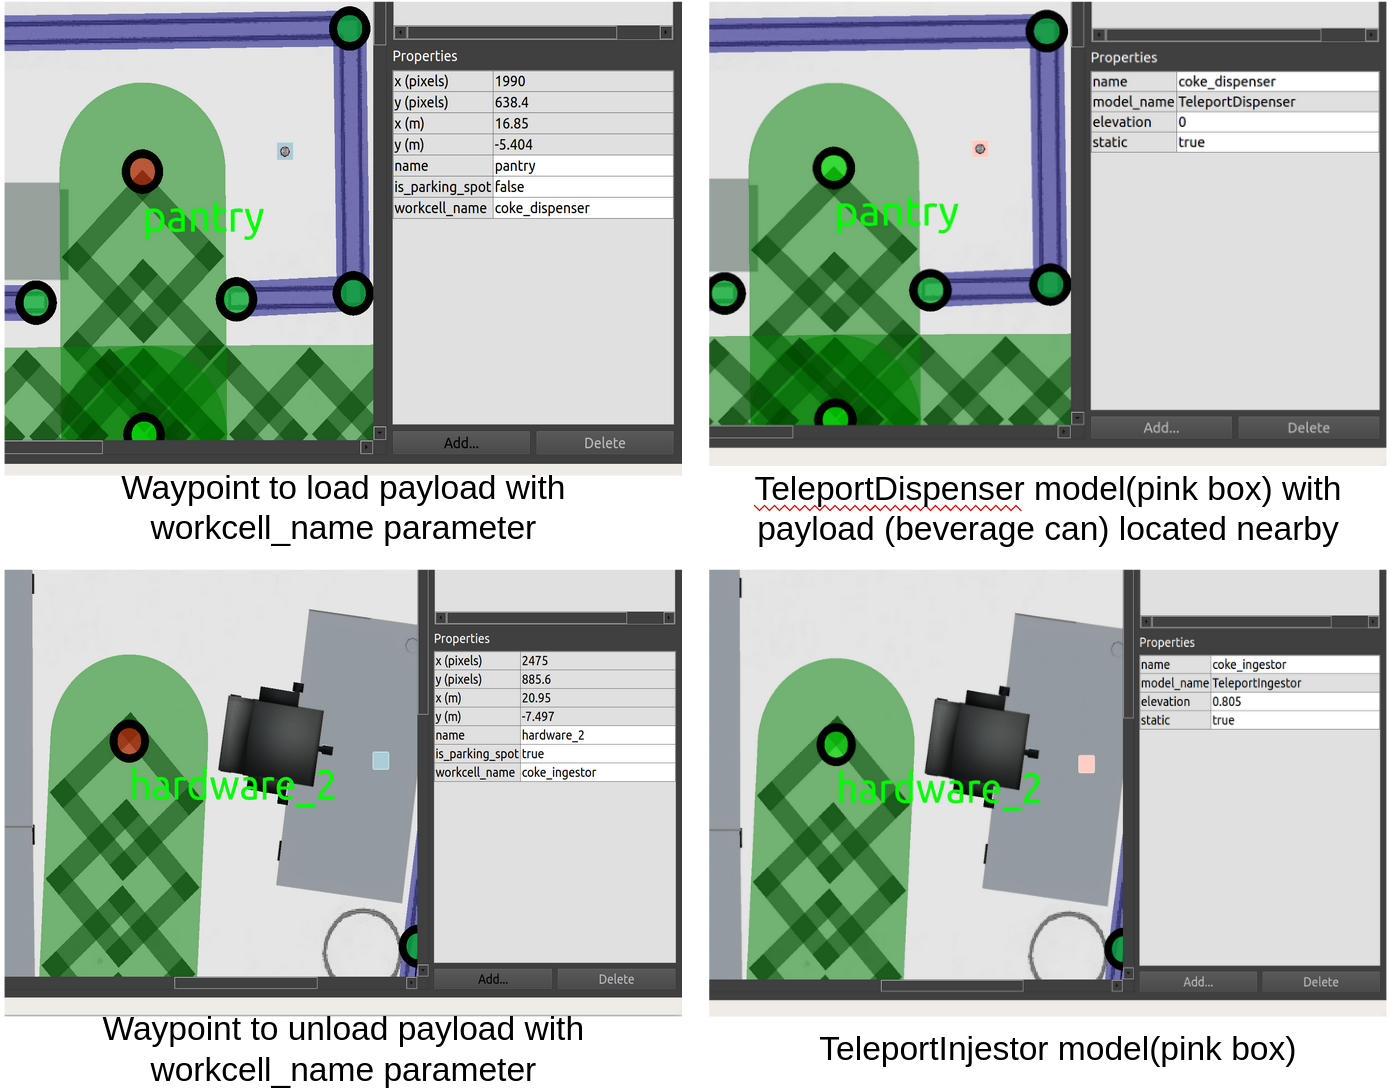 Properties
x (pixels) 1990
y (pixels) 638.4
x (m) 16.85
y (m) -5.404
name pantry
is_parking_spot false
workcell_name coke_dispenser
pantry
Add... Delete
Waypoint to load payload with
workcell_name parameter
Properties
name coke_dispenser
model_name TeleportDispenser
elevation 0
static true
pantry
Add... Delete
TeleportDispenser model(pink box) with
payload (beverage can) located nearby
Properties
x (pixels) 2475
y (pixels) 885.6
x (m) 20.95
y (m) -7.497
name hardware_2
is_parking_spot true
workcell_name coke_ingestor
hardware_2
Add... Delete
Waypoint to unload payload with
workcell_name parameter
Properties
name coke_ingestor
model_name TeleportIngestor
elevation 0.805
static true
hardware_2
Add... Delete
TeleportInjestor model(pink box)